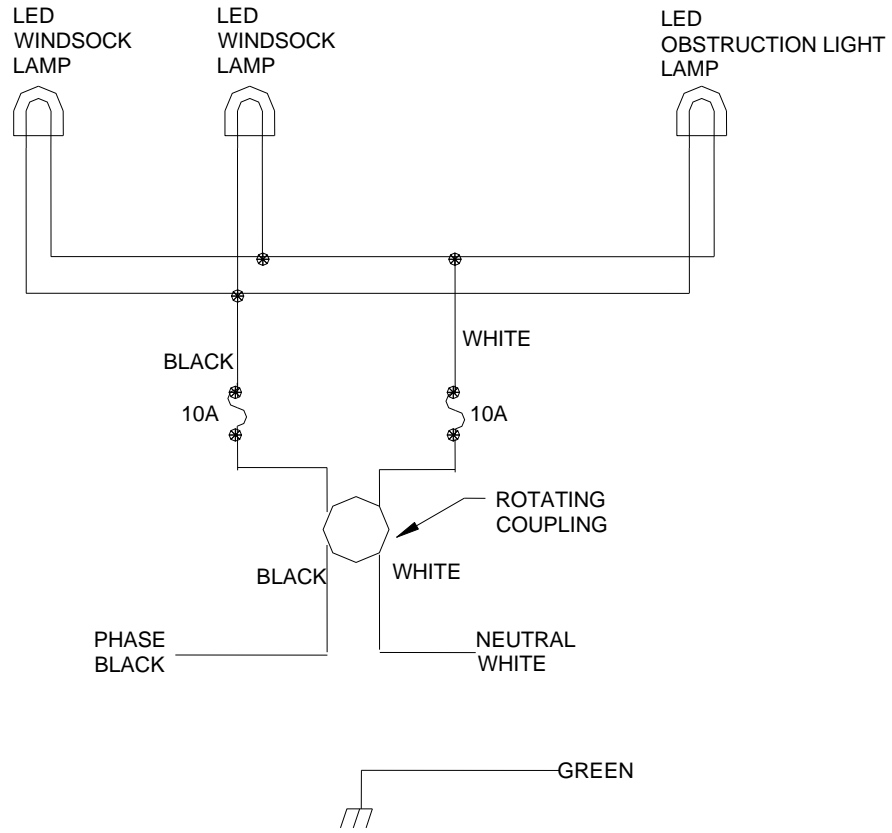 LED
WINDSOCK
LAMP
LED
WINDSOCK
LAMP
LED
OBSTRUCTION LIGHT
LAMP
WHITE
BLACK
10A
10A
ROTATING
COUPLING
BLACK
WHITE
PHASE
BLACK
NEUTRAL
WHITE
GREEN